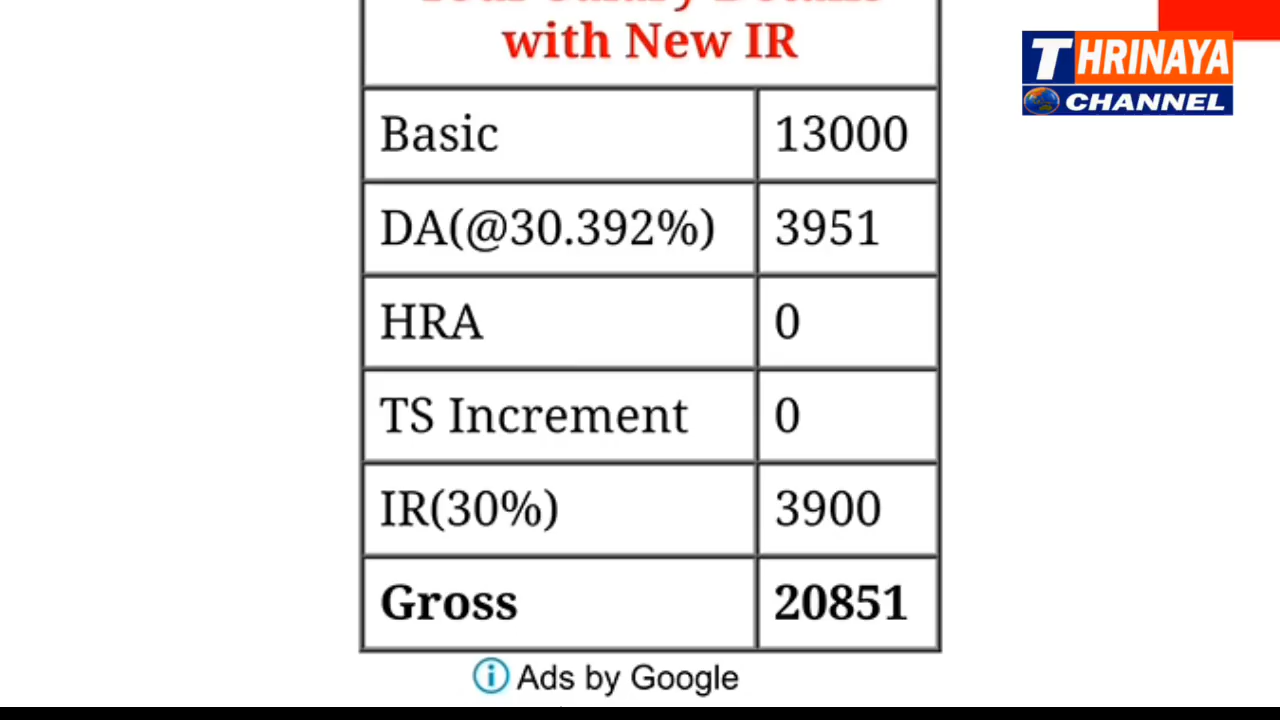 with New IR
THRINAYA
CHANNEL
Basic 13000
DA(@30.392%) 3951
HRA 0
TS Increment 0
IR(30%) 3900
Gross 20851
Ads by Google